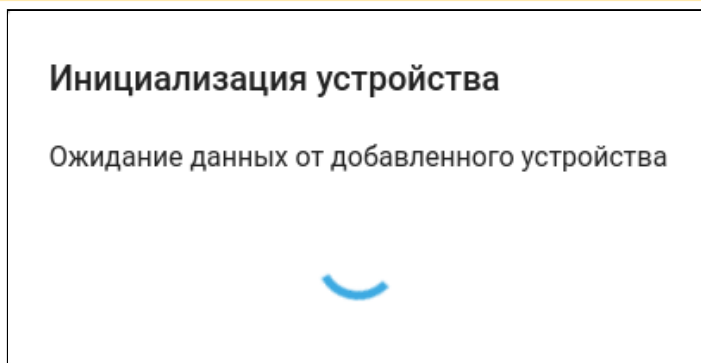 Инициализация устройства
Ожидание данных от добавленного устройства